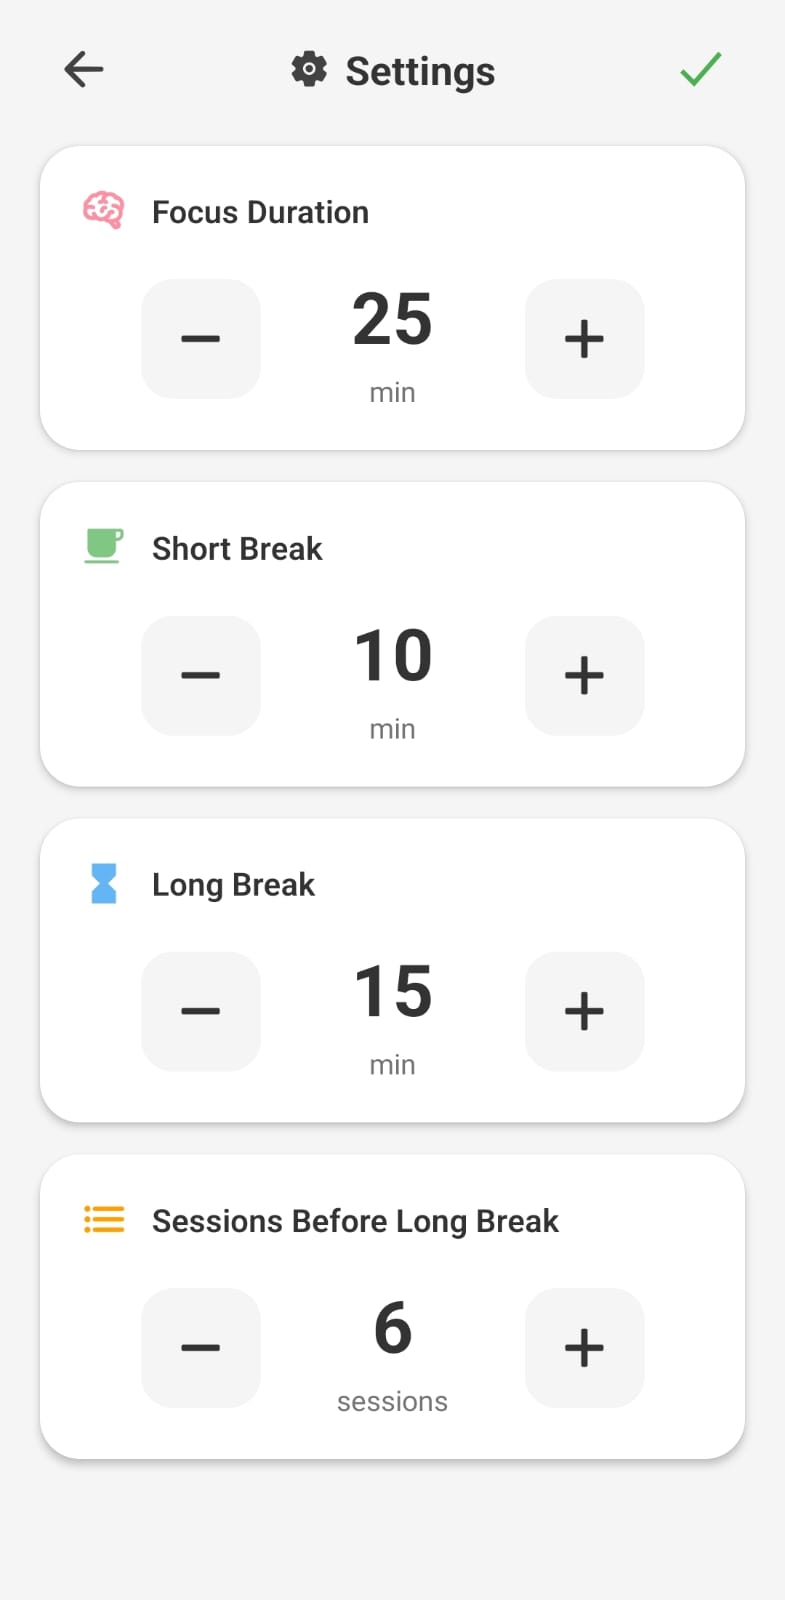 Settings
Focus Duration
25
min
Short Break
10
min
Long Break
15
min
Sessions Before Long Break
6
sessions